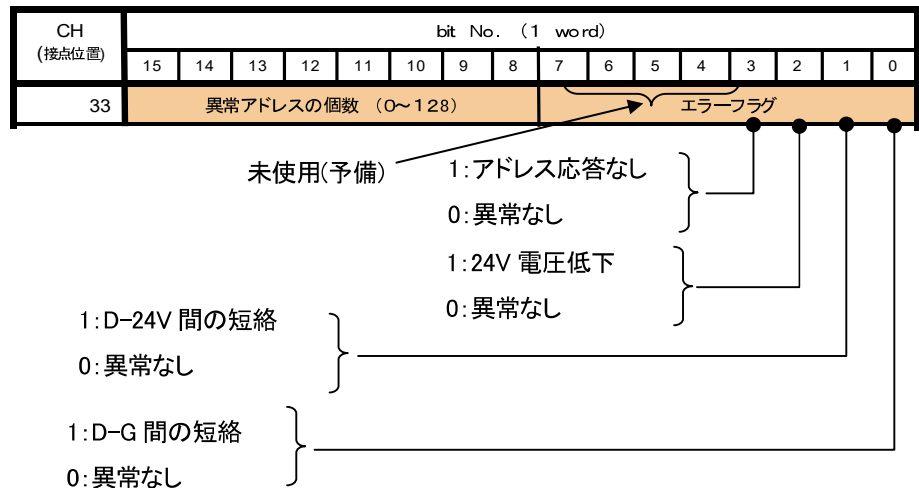 CH
(接点位置)
bit No. (1 word)
15 14 13 12 11 10 9 8 7 6 5 4 3 2 1 0
33 異常アドレスの個数 (0~128) エラーフラグ
未使用(予備)
1:アドレス応答なし
0:異常なし
1:24V 電圧低下
0:異常なし
1:D-24V 間の短絡
0:異常なし
1:D-G 間の短絡
0:異常なし